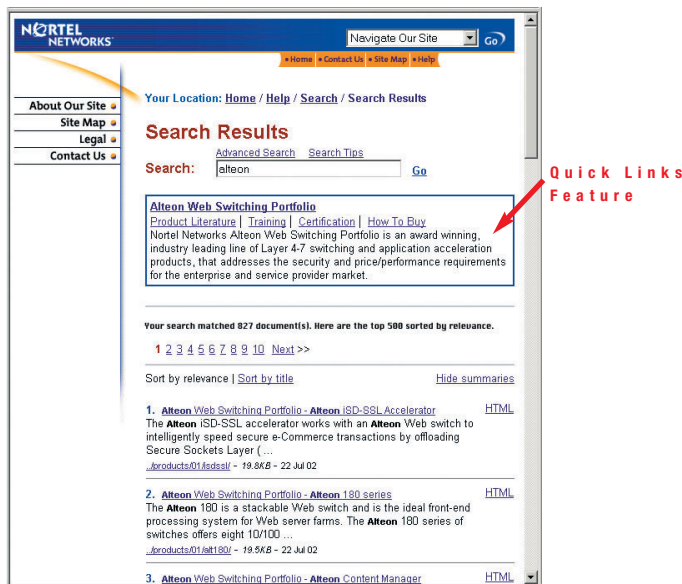 NORTEL
NETWORKS
Navigate Our Site
Go
Home • Contact Us • Site Map • Help
About Our Site
Site Map
Legal
Contact Us
Your Location: Home / Help / Search / Search Results
Search Results
Advanced Search Search Tips
Search: alteon Go
Quick Links
Feature
Alteon Web Switching Portfolio
Product Literature | Training | Certification | How To Buy
Nortel Networks Alteon Web Switching Portfolio is an award winning,
industry leading line of Layer 4-7 switching and application acceleration
products, that addresses the security and price/performance requirements
for the enterprise and service provider market.
Your search matched 827 document(s). Here are the top 500 sorted by relevance.
1 2 3 4 5 6 7 8 9 10 Next >>
Sort by relevance | Sort by title Hide summaries
1. Alteon Web Switching Portfolio - Alteon iSD-SSL Accelerator HTML
The Alteon iSD-SSL accelerator works with an Alteon Web switch to
intelligently speed secure e-Commerce transactions by offloading
Secure Sockets Layer ( ...
../products/01/isdssl/ - 19.8KB - 22 Jul 02
2. Alteon Web Switching Portfolio - Alteon 180 series HTML
The Alteon 180 is a stackable Web switch and is the ideal front-end
processing system for Web server farms. The Alteon 180 series of
switches offers eight 10/100 ...
../products/01/alt180/ - 19.5KB - 22 Jul 02
3. Alteon Web Switching Portfolio - Alteon Content Manager HTML